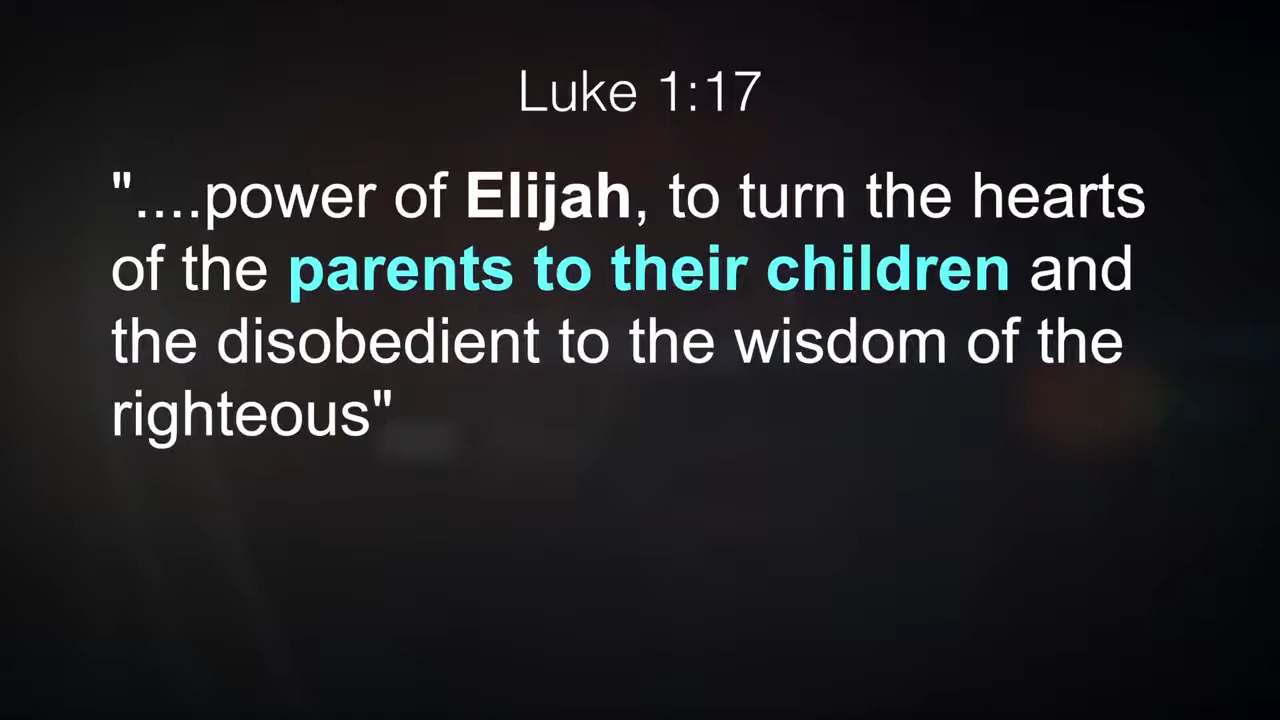 Luke 1:17
"....power of Elijah, to turn the hearts
of the parents to their children and
the disobedient to the wisdom of the
righteous"